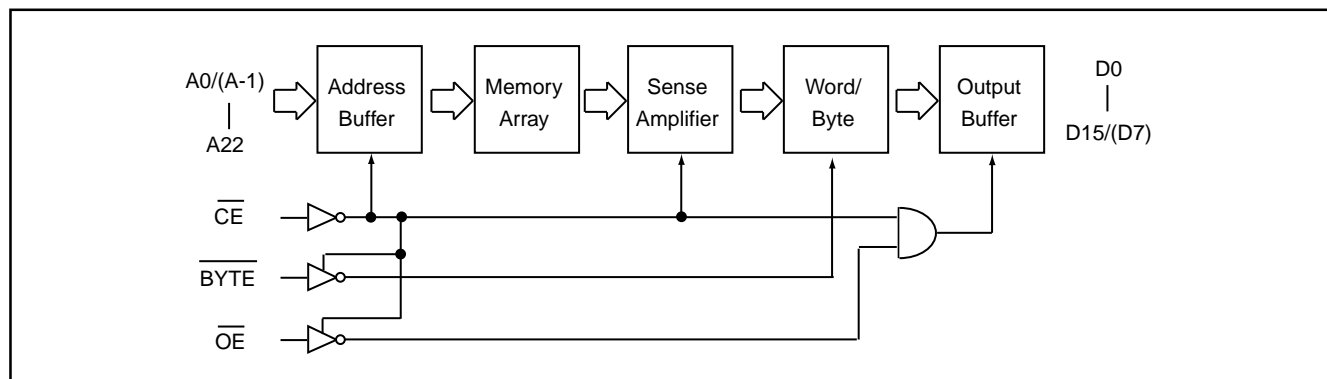 A0/(A-1)
A22
Address
Buffer
Memory
Array
Sense
Amplifier
Word/
Byte
Output
Buffer
D0
D15/(D7)
CE
BYTE
OE